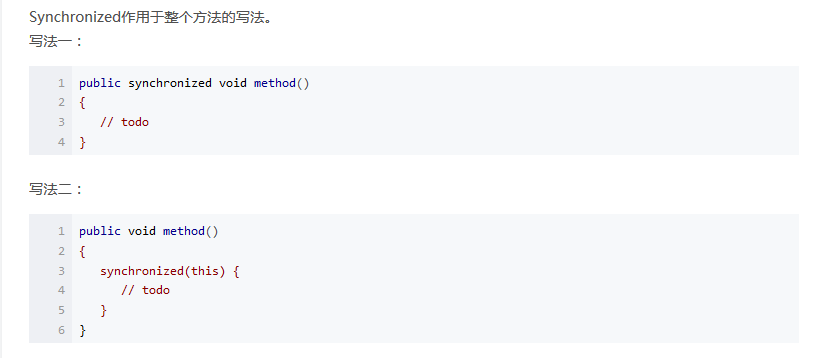 Synchronized作用于整个方法的写法。
写法一：
1 public synchronized void method()
2 {
3    // todo
4 }
写法二：
1 public void method()
2 {
3    synchronized(this) {
4       // todo
5    }
6 }